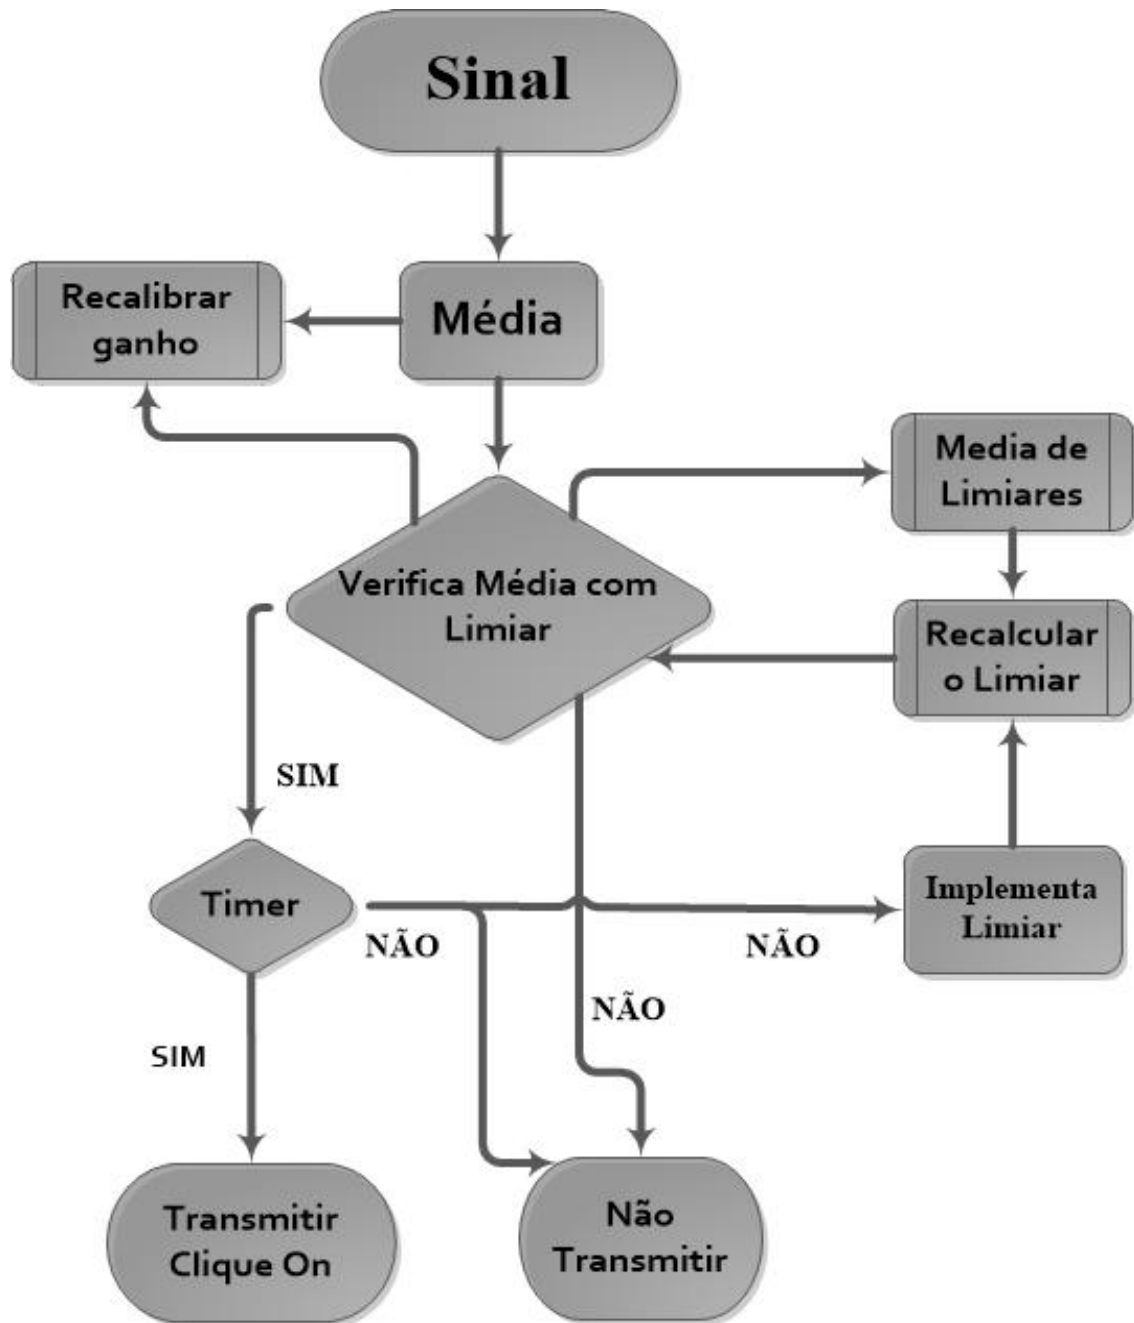 Sinal
Recalibrar
ganho
Média
Media de
Limiares
Verifica Média com
Limiar
Recalcular
o Limiar
SIM
Timer
NÃO
NÃO
Implementa
Limiar
NÃO
SIM
Transmitir
Clique On
Não
Transmitir